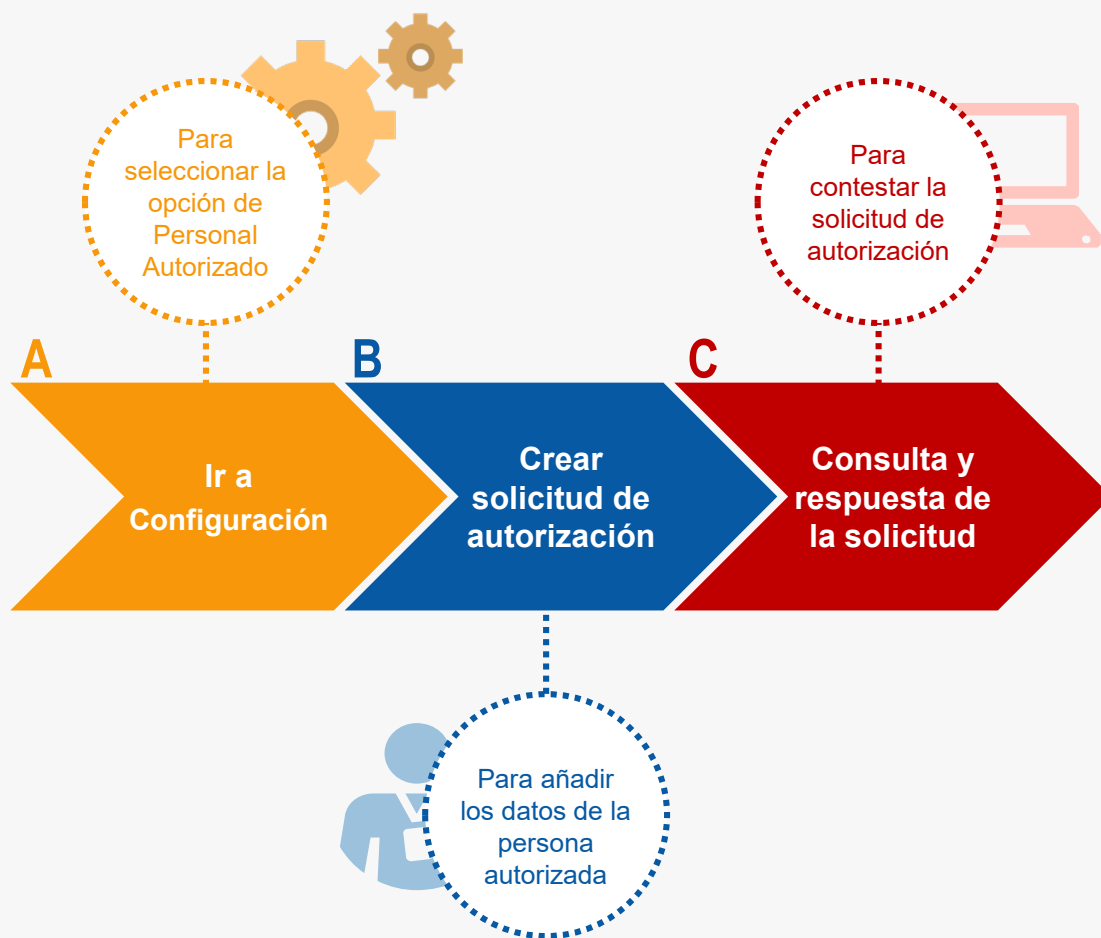 Para
seleccionar la
opción de
Personal
Autorizado
Para
contestar la
solicitud de
autorización
A
B
C
Ir a
Configuración
Crear
solicitud de
autorización
Consulta y
respuesta de
la solicitud
Para añadir
los datos de la
persona
autorizada